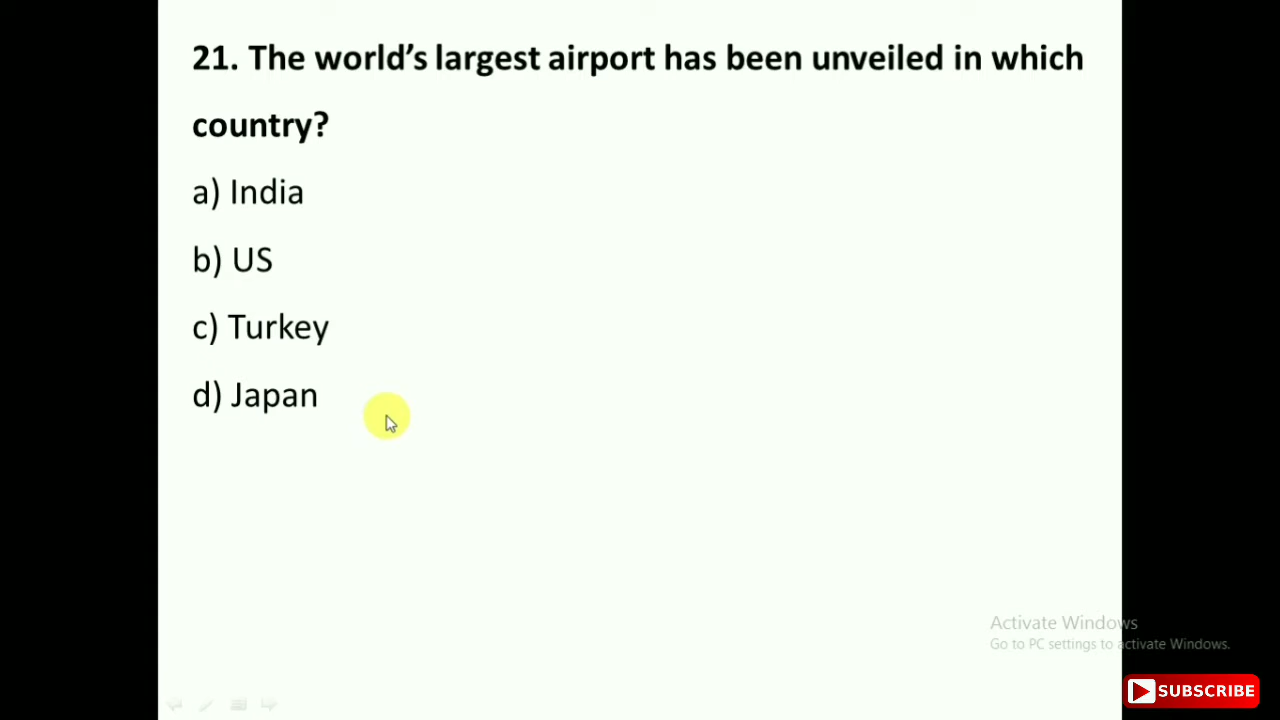 21. The world’s largest airport has been unveiled in which
country?
a) India
b) US
c) Turkey
d) Japan
Activate Windows
Go to PC settings to activate Windows.
SUBSCRIBE